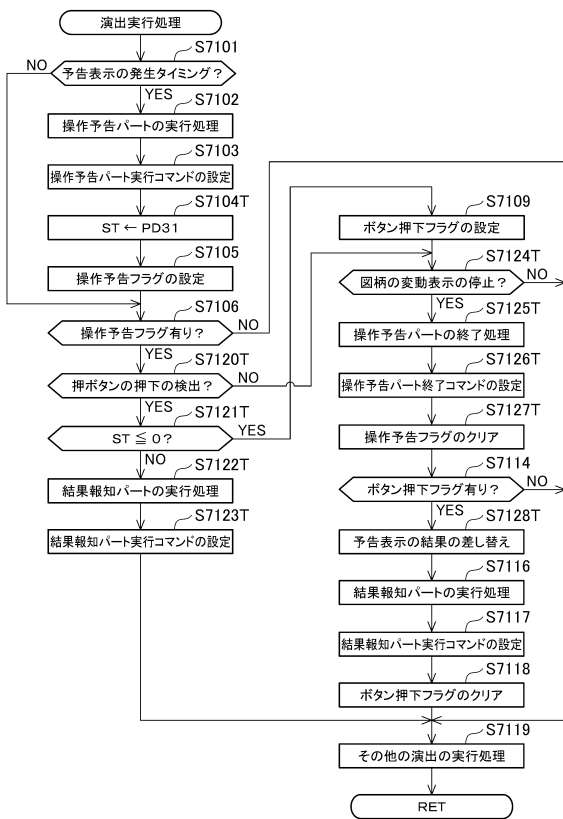 演出実行処理
S7101
予告表示の発生タイミング?
NO
YES
S7102
操作予告パートの実行処理
S7103
操作予告パート実行コマンドの設定
S7104T
ST ← PD31
S7105
操作予告フラグの設定
S7106
操作予告フラグ有り?
NO
YES
S7120T
押ボタンの押下の検出?
NO
YES
S7121T
ST ≦ 0?
YES
NO
S7122T
結果報知パートの実行処理
S7123T
結果報知パート実行コマンドの設定
S7109
ボタン押下フラグの設定
S7124T
図柄の変動表示の停止?
NO
YES
S7125T
操作予告パートの終了処理
S7126T
操作予告パート終了コマンドの設定
S7127T
操作予告フラグのクリア
S7114
ボタン押下フラグ有り?
NO
YES
S7128T
予告表示の結果の差し替え
S7116
結果報知パートの実行処理
S7117
結果報知パート実行コマンドの設定
S7118
ボタン押下フラグのクリア
S7119
その他の演出の実行処理
RET